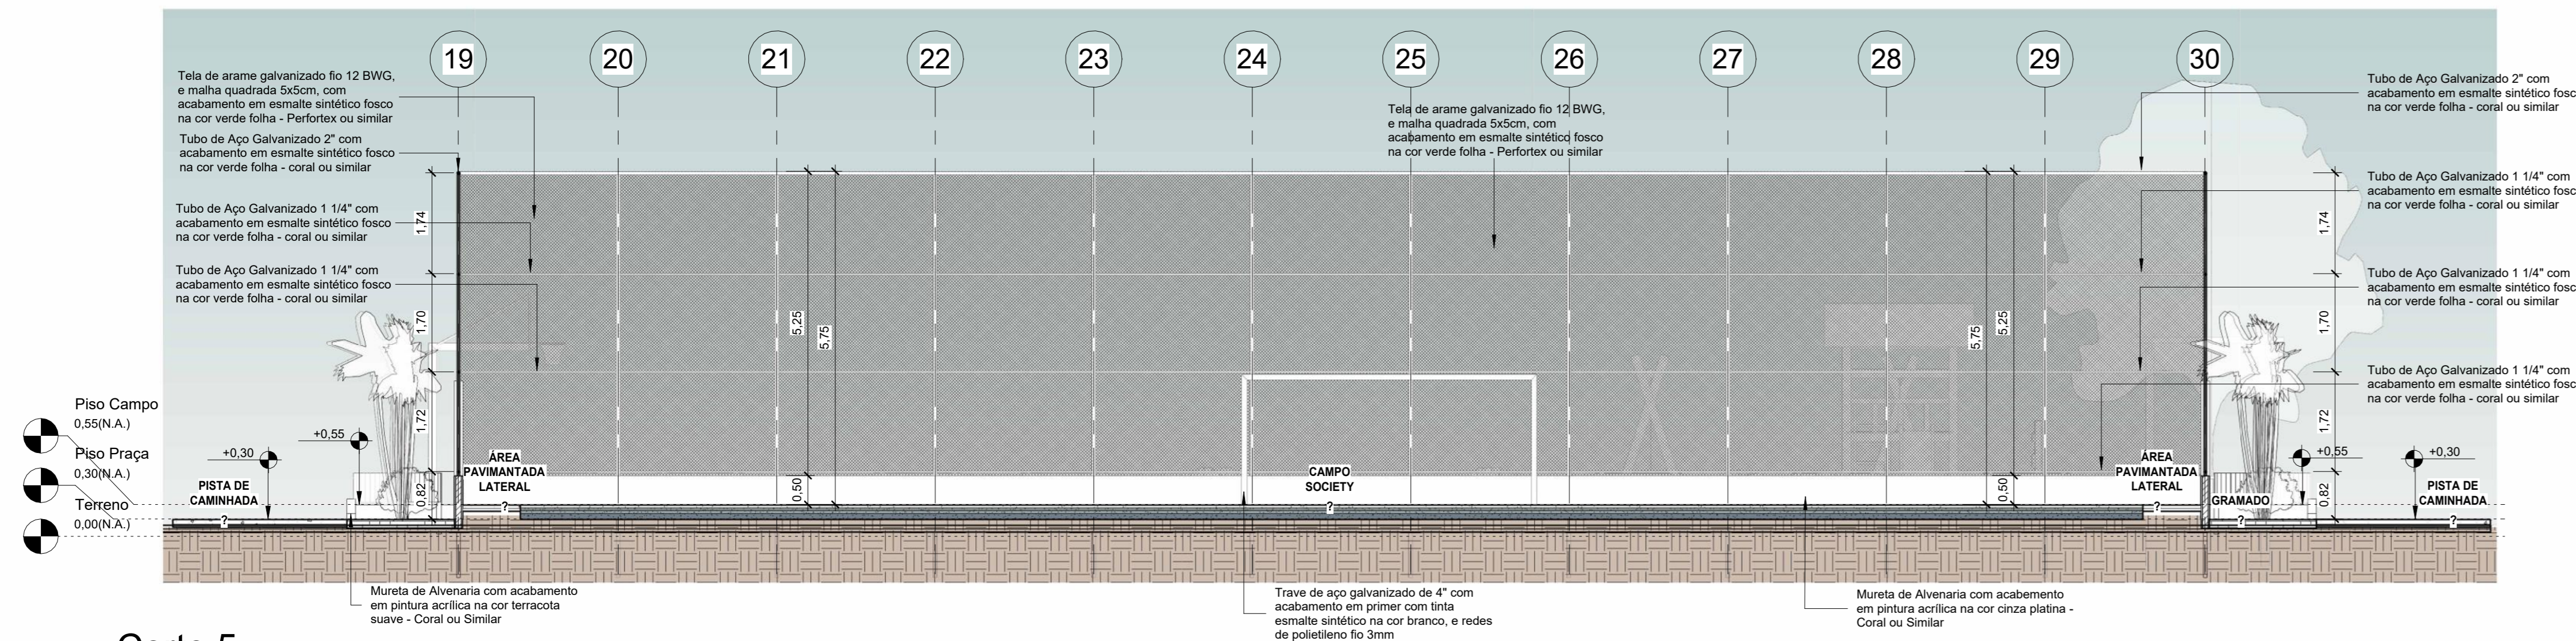 19
20
21
22
23
24
25
26
27
28
29
30
Tela de arame galvanizado fio 12 BWG,
e malha quadrada 5x5cm, com
acabamento em esmalte sintético fosco
na cor verde folha - Perfortex ou similar
Tubo de Aço Galvanizado 2" com
acabamento em esmalte sintético fosco
na cor verde folha - coral ou similar
Tubo de Aço Galvanizado 1 1/4" com
acabamento em esmalte sintético fosco
na cor verde folha - coral ou similar
Tubo de Aço Galvanizado 1 1/4" com
acabamento em esmalte sintético fosco
na cor verde folha - coral ou similar
Tela de arame galvanizado fio 12 BWG,
e malha quadrada 5x5cm, com
acabamento em esmalte sintético fosco
na cor verde folha - Perfortex ou similar
Tubo de Aço Galvanizado 2" com
acabamento em esmalte sintético fosc
na cor verde folha - coral ou similar
Tubo de Aço Galvanizado 1 1/4" com
acabamento em esmalte sintético fosc
na cor verde folha - coral ou similar
Tubo de Aço Galvanizado 1 1/4" com
acabamento em esmalte sintético fosc
na cor verde folha - coral ou similar
Tubo de Aço Galvanizado 1 1/4" com
acabamento em esmalte sintético fosc
na cor verde folha - coral ou similar
1,74
1,70
1,72
0,82
5,25
5,75
0,50
5,75
5,25
0,50
1,74
1,70
1,72
0,82
Piso Campo
0,55(N.A.)
Piso Praça
0,30(N.A.)
Terreno
0,00(N.A.)
+0,30
+0,55
+0,55
+0,30
PISTA DE
CAMINHADA
?
ÁREA
PAVIMANTADA
LATERAL
?
CAMPO
SOCIETY
?
ÁREA
PAVIMANTADA
LATERAL
?
GRAMADO
?
PISTA DE
CAMINHADA
?
Mureta de Alvenaria com acabamento
em pintura acrílica na cor terracota
suave - Coral ou Similar
Trave de aço galvanizado de 4" com
acabamento em primer com tinta
esmalte sintético na cor branco, e redes
de polietileno fio 3mm
Mureta de Alvenaria com acabemento
em pintura acrílica na cor cinza platina -
Coral ou Similar
Corte 5